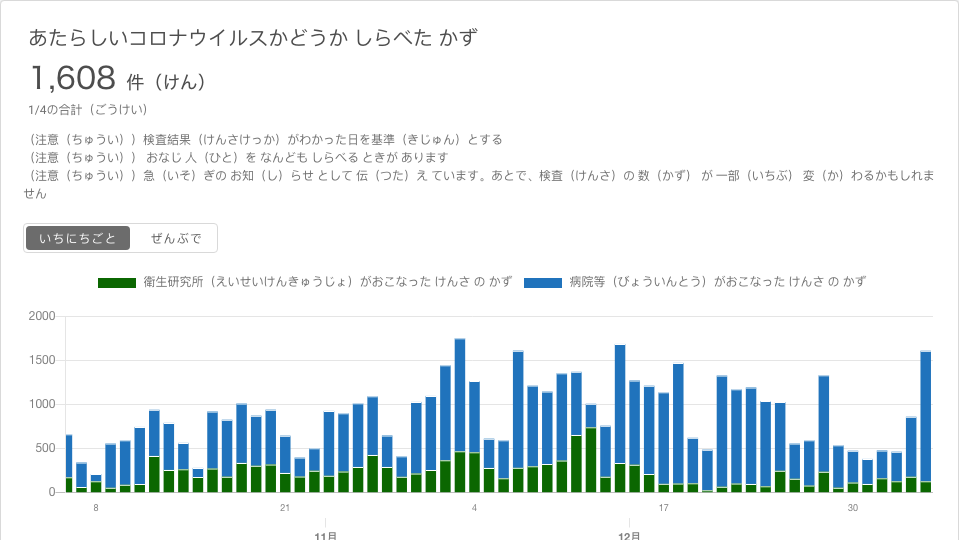 あたらしいコロナウイルスかどうか しらべた かず
1,608 件（けん）
1/4の合計（ごうけい）
（注意（ちゅうい））検査結果（けんさけっか）がわかった日を基準（きじゅん）とする
（注意（ちゅうい）） おなじ 人（ひと）を なんども しらべる ときが あります
（注意（ちゅうい））急（いそ）ぎの お知（し）らせ として 伝（つた）え ています。あとで、検査（けんさ）の 数（かず） が 一部（いちぶ） 変（か）わるかもしれま
せん
いちにちごと ぜんぶで
衛生研究所（えいせいけんきゅうじょ）がおこなった けんさ の かず 病院等（びょういんとう）がおこなった けんさ の かず
2000
1500
1000
500
0
8 21 4 17 30
11月 12月